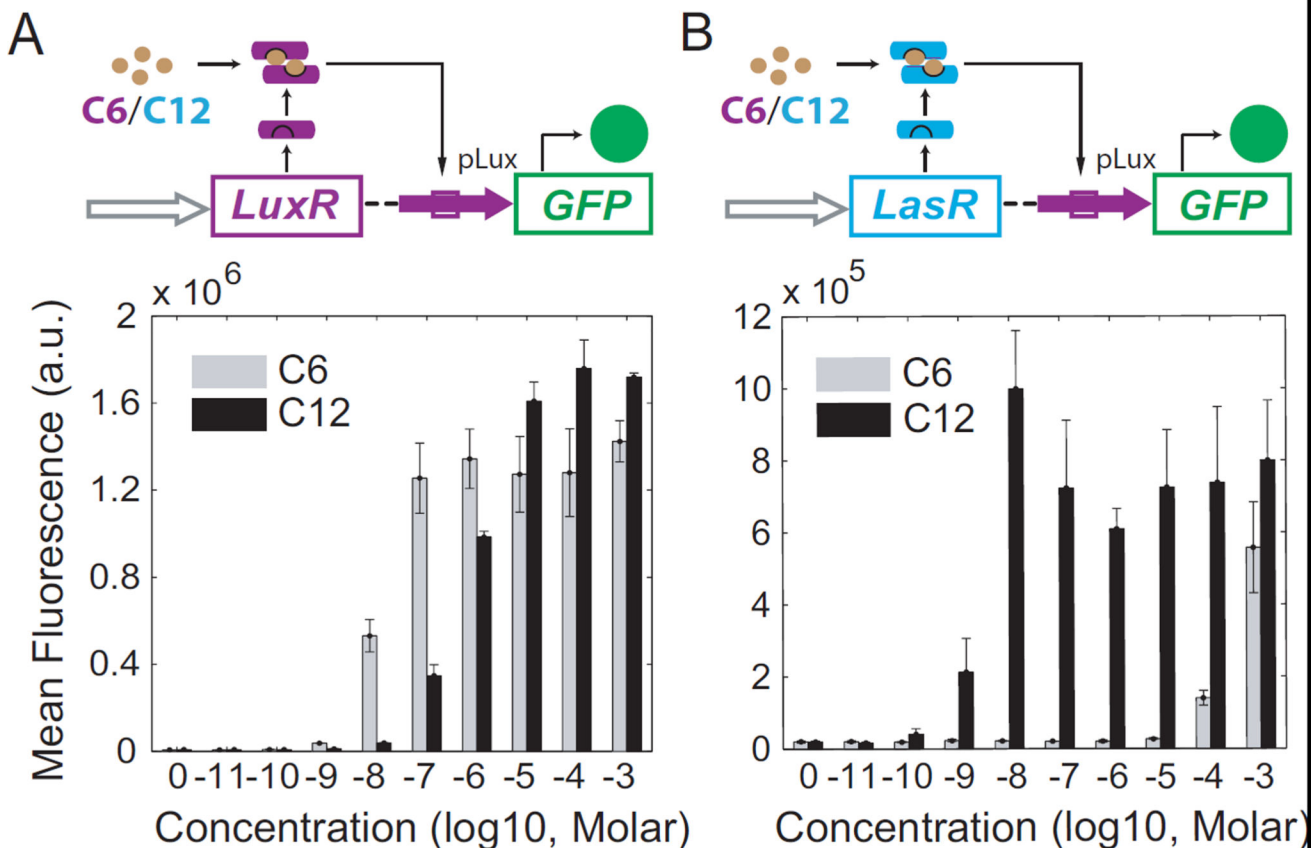 A
C6/C12
LuxR
pLux
GFP
x 10^6
Mean Fluorescence (a.u.)
2
1.6
1.2
0.8
0.4
0
C6
C12
0 -11 -10 -9 -8 -7 -6 -5 -4 -3
Concentration (log10, Molar)
B
C6/C12
LasR
pLux
GFP
x 10^5
12
10
8
6
4
2
0
C6
C12
0 -11 -10 -9 -8 -7 -6 -5 -4 -3
Concentration (log10, Molar)